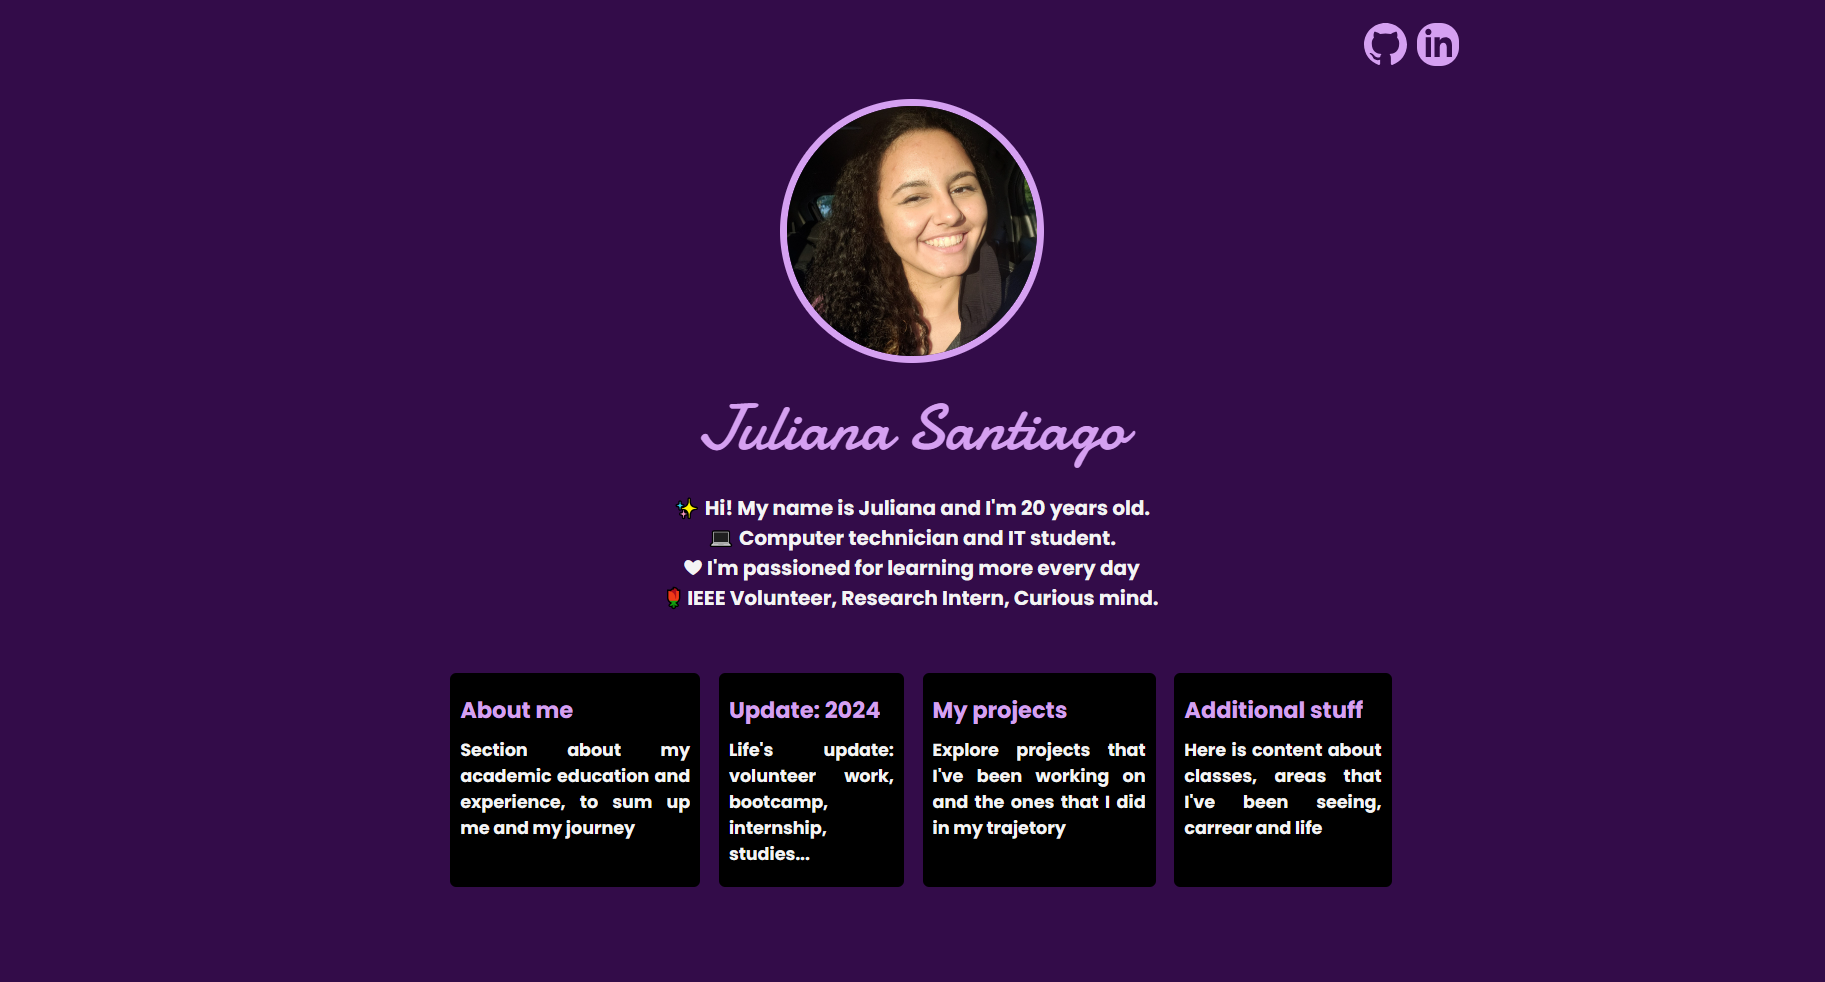 in
Juliana Santiago
✨ Hi! My name is Juliana and I'm 20 years old.
💻 Computer technician and IT student.
♥ I'm passioned for learning more every day
🌹IEEE Volunteer, Research Intern, Curious mind.
About me
Section about my
academic education and
experience, to sum up
me and my journey
Update: 2024
Life's update:
volunteer work,
bootcamp,
internship,
studies...
My projects
Explore projects that
I've been working on
and the ones that I did
in my trajetory
Additional stuff
Here is content about
classes, areas that
I've been seeing,
carrear and life